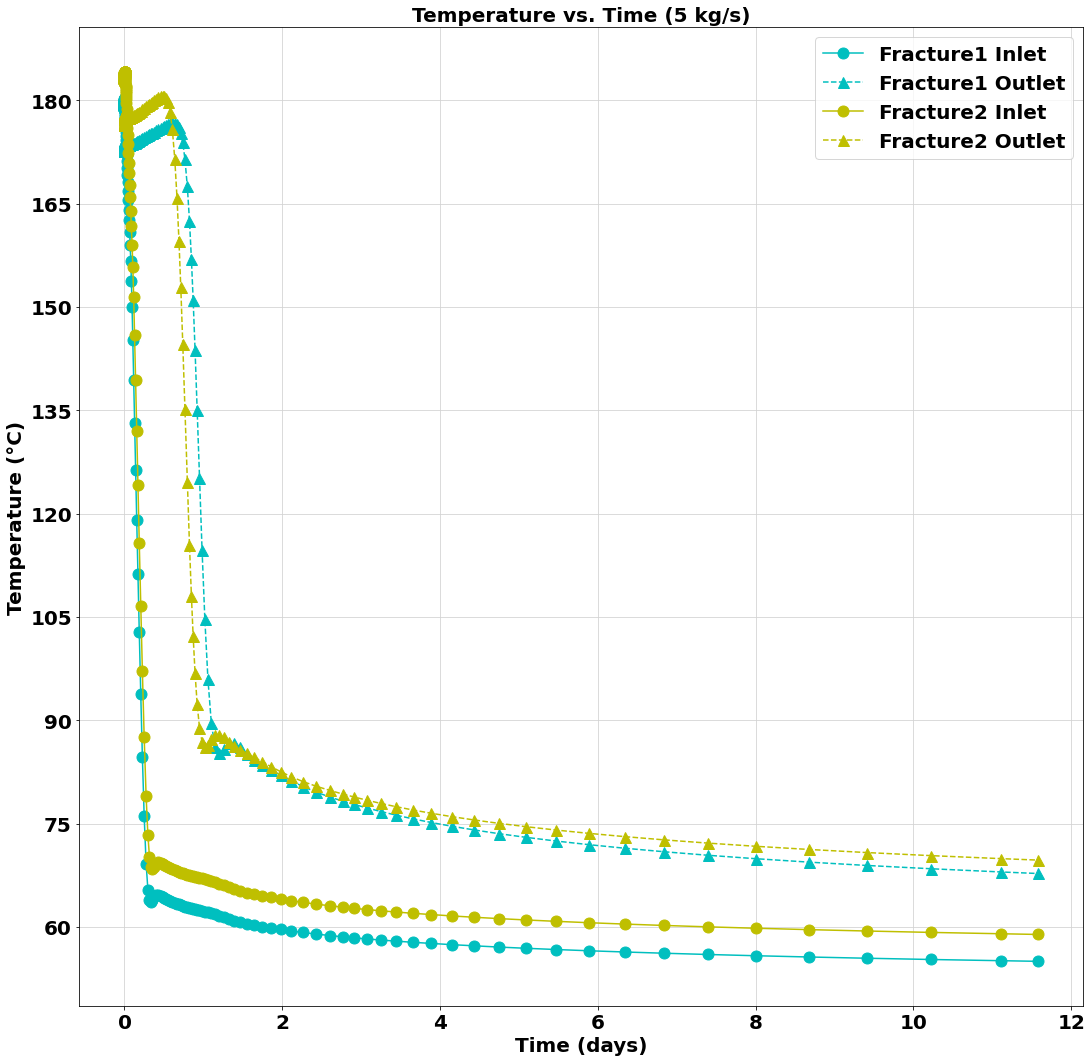 Temperature vs. Time (5 kg/s)
Fracture1 Inlet
Fracture1 Outlet
Fracture2 Inlet
Fracture2 Outlet
Temperature (°C)
180
165
150
135
120
105
90
75
60
0 2 4 6 8 10 12
Time (days)